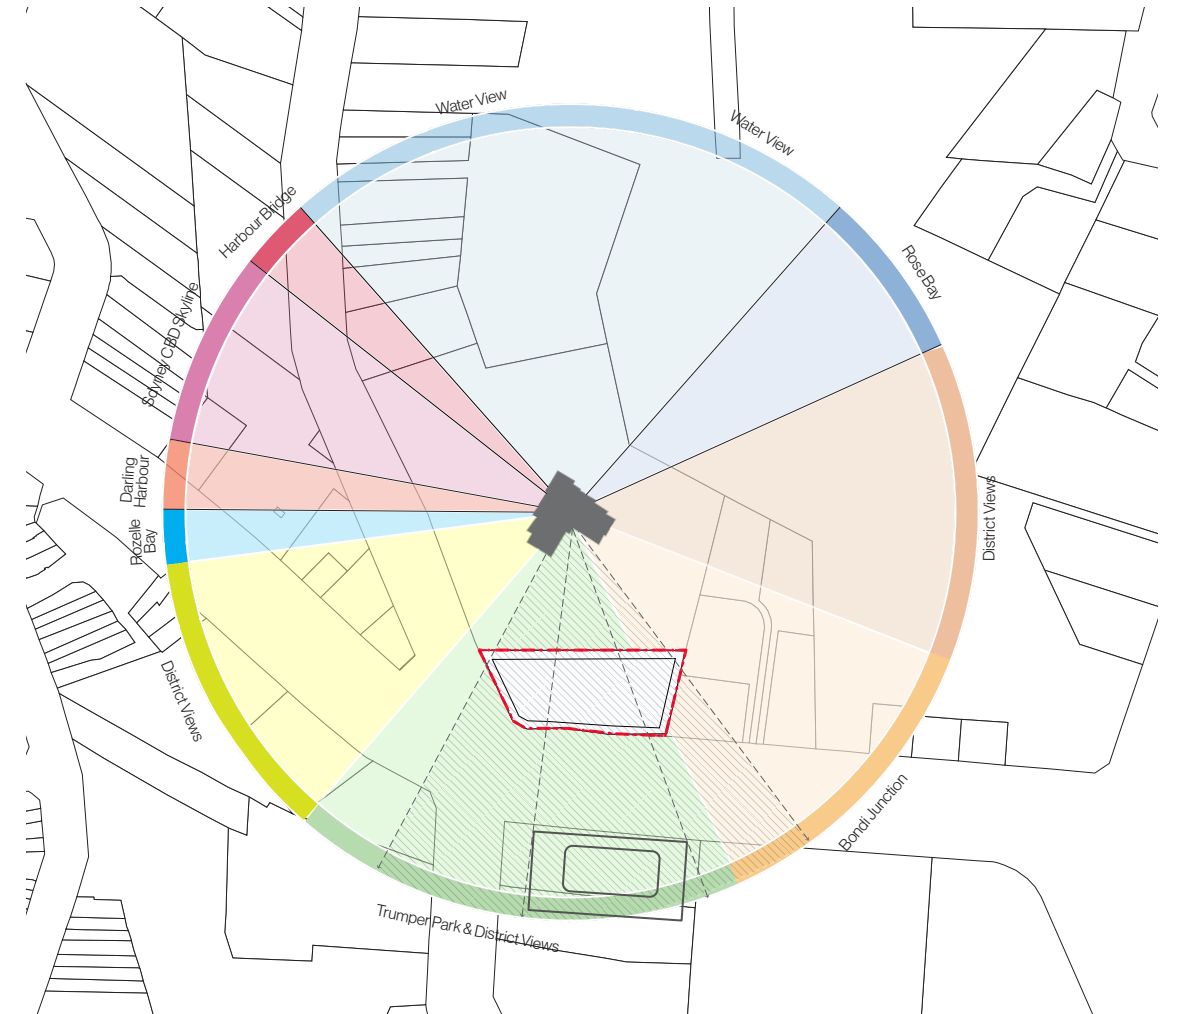 Water View
Water View
Harbour Bridge
Rose Bay
Sdyney CBD Skyline
Darling
Harbour
District Views
Rozelle
Bay
District Views
Bondi Junction
Trumper Park & District Views